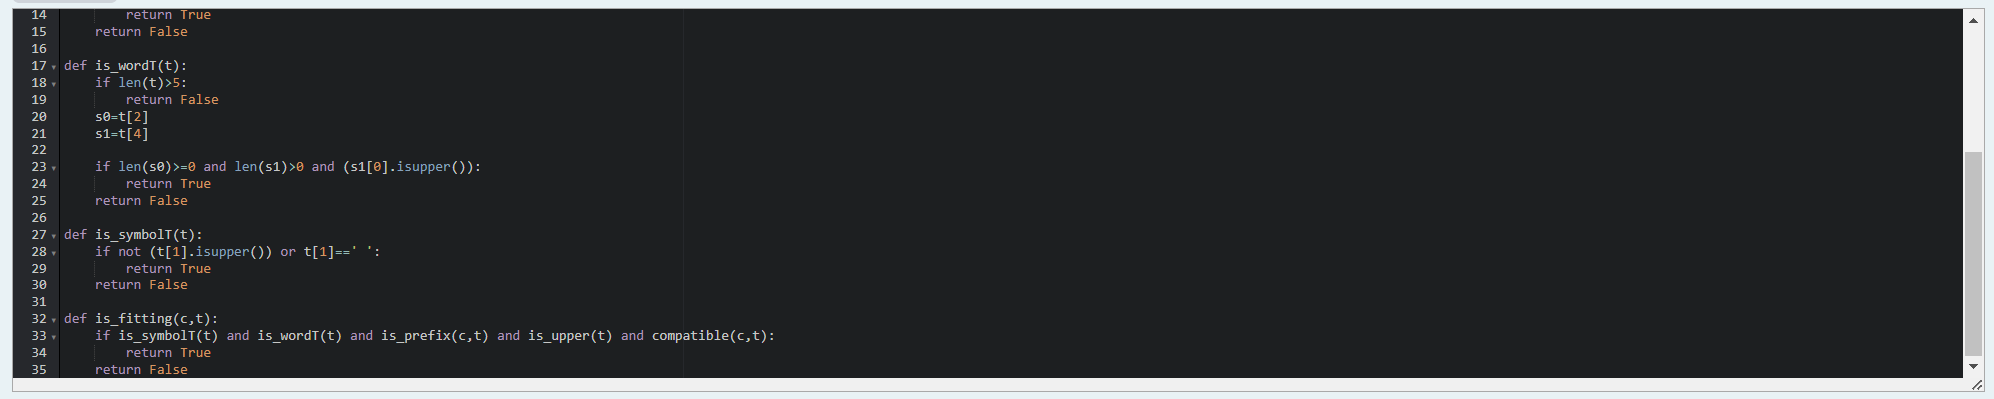 14 return True
15 return False
16
17 def is_wordT(t):
18 if len(t)>5:
19 return False
20 s0=t[2]
21 s1=t[4]
22
23 if len(s0)>=0 and len(s1)>0 and (s1[0].isupper()):
24 return True
25 return False
26
27 def is_symbolT(t):
28 if not (t[1].isupper()) or t[1]==' ':
29 return True
30 return False
31
32 def is_fitting(c,t):
33 if is_symbolT(t) and is_wordT(t) and is_prefix(c,t) and is_upper(t) and compatible(c,t):
34 return True
35 return False